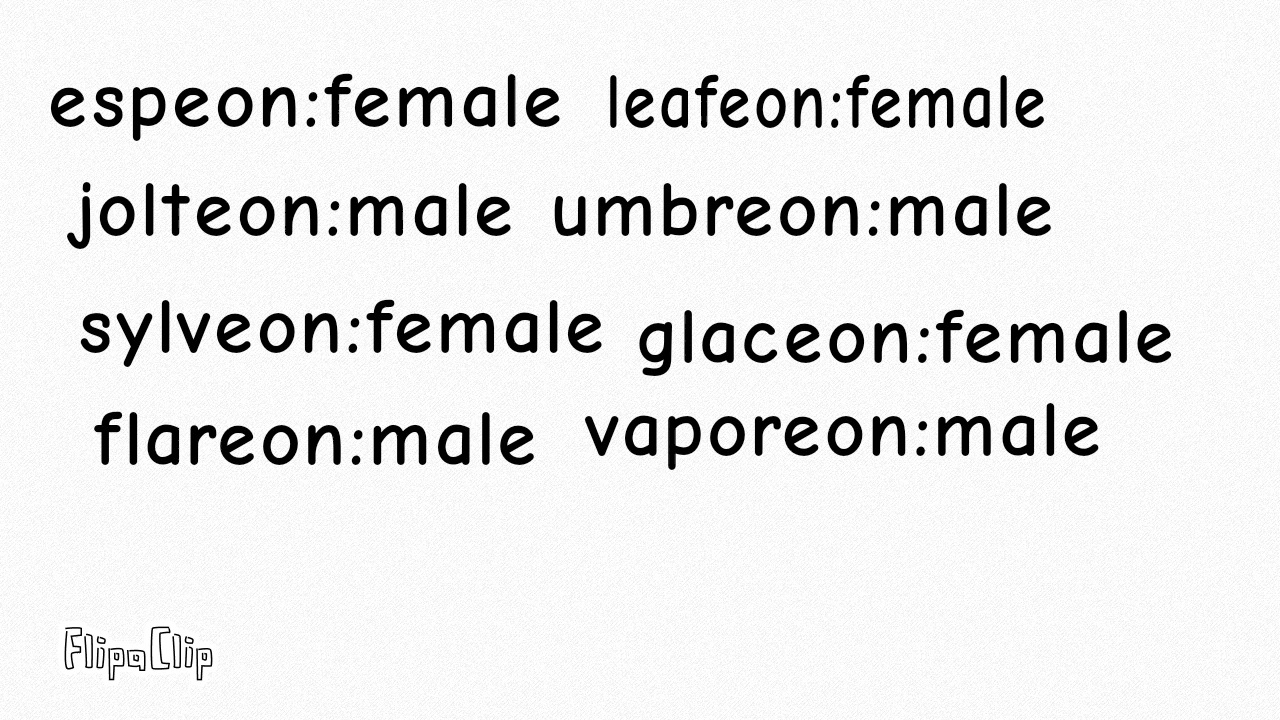 espeon:female leafeon:female
jolteon:male umbreon:male
sylveon:female glaceon:female
flareon:male vaporeon:male
FlipaClip